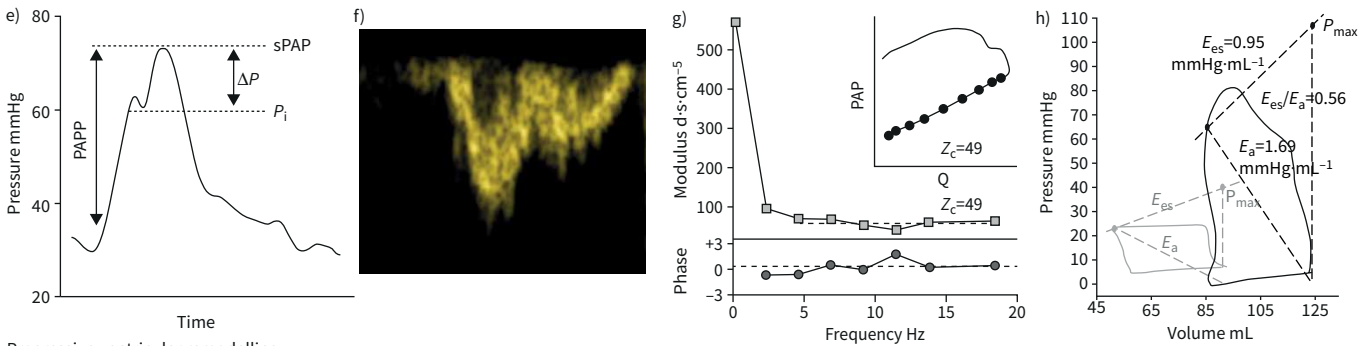 e)
80
60
40
20
Pressure mmHg
sPAP
ΔP
Pi
PAPP
Time
f)
g)
500
400
300
200
100
Modulus d·s·cm⁻⁵
PAP
Zc=49
Q
Zc=49
+3
0
−3
Phase
0 5 10 15 20
Frequency Hz
h)
110
100
90
80
70
60
50
40
30
20
10
0
Pressure mmHg
Pmax
Ees=0.95
mmHg·mL⁻¹
Ees/Ea=0.56
Ea=1.69
mmHg·mL⁻¹
Ees
Pmax
Ea
45 65 85 105 125
Volume mL